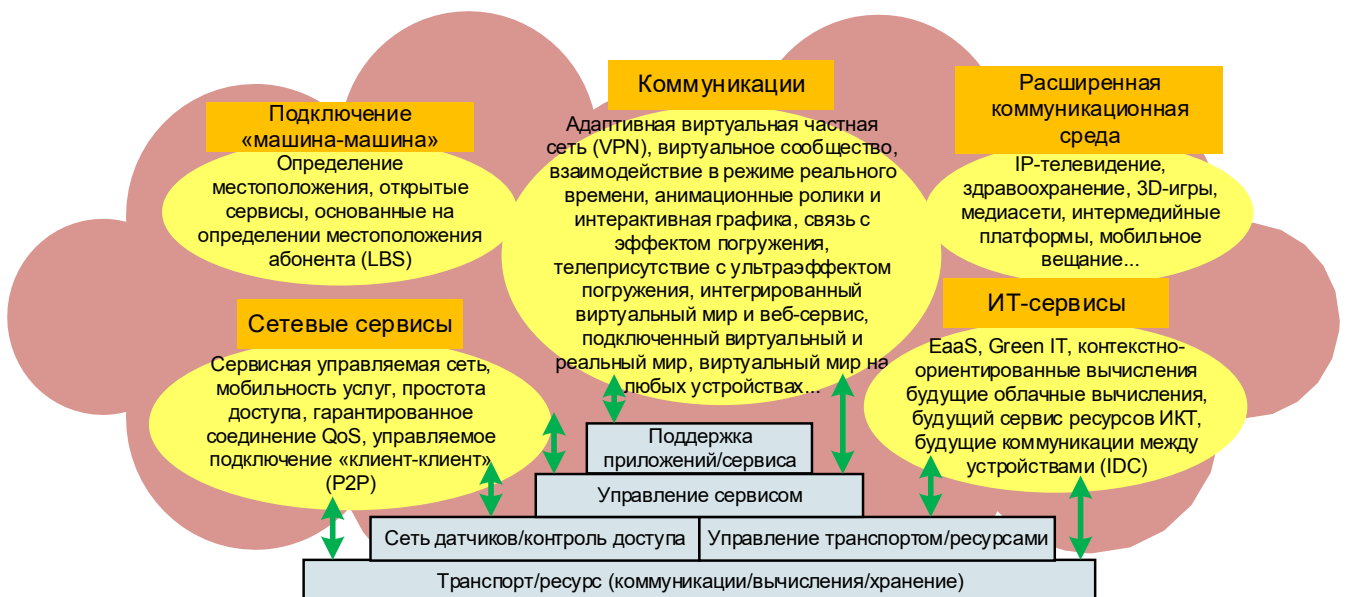 Подключение
«машина-машина»
Определение
местоположения, открытые
сервисы, основанные на
определении местоположения
абонента (LBS)
Коммуникации
Адаптивная виртуальная частная
сеть (VPN), виртуальное сообщество,
взаимодействие в режиме реального
времени, анимационные ролики и
интерактивная графика, связь с
эффектом погружения,
телеприсутствие с ультраэффектом
погружения, интегрированный
виртуальный мир и веб-сервис,
подключенный виртуальный и
реальный мир, виртуальный мир на
любых устройствах...
Расширенная
коммуникационная
среда
IP-телевидение,
здравоохранение, 3D-игры,
медиасети, интермедийные
платформы, мобильное
вещание...
Сетевые сервисы
Сервисная управляемая сеть,
мобильность услуг, простота
доступа, гарантированное
соединение QoS, управляемое
подключение «клиент-клиент»
(P2P)
ИТ-сервисы
EaaS, Green IT, контекстно-
ориентированные вычисления
будущие облачные вычисления,
будущий сервис ресурсов ИКТ,
будущие коммуникации между
устройствами (IDC)
Поддержка
приложений/сервиса
Управление сервисом
Сеть датчиков/контроль доступа
Управление транспортом/ресурсами
Транспорт/ресурс (коммуникации/вычисления/хранение)